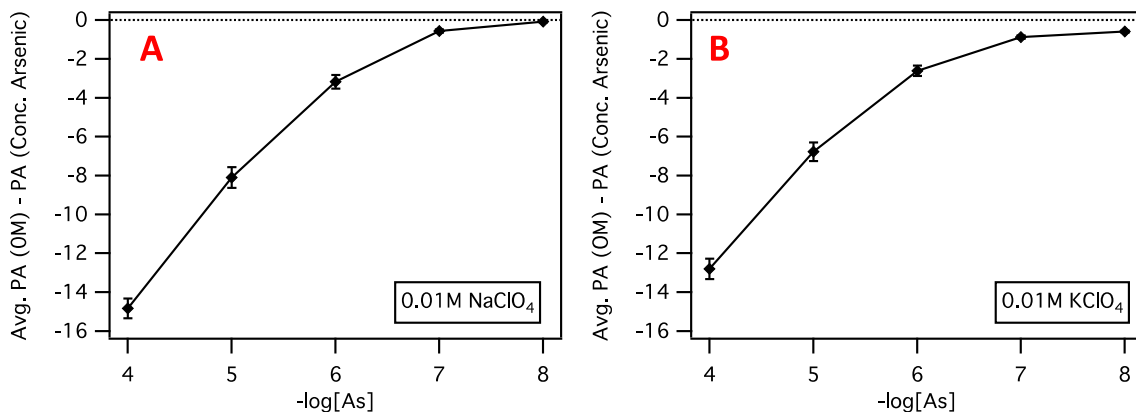 A
Avg. PA (0M) - PA (Conc. Arsenic)
0
-2
-4
-6
-8
-10
-12
-14
-16
0.01M NaClO₄
4 5 6 7 8
-log[As]
B
Avg. PA (OM) - PA (Conc. Arsenic)
0
-2
-4
-6
-8
-10
-12
-14
-16
0.01M KClO₄
4 5 6 7 8
-log[As]